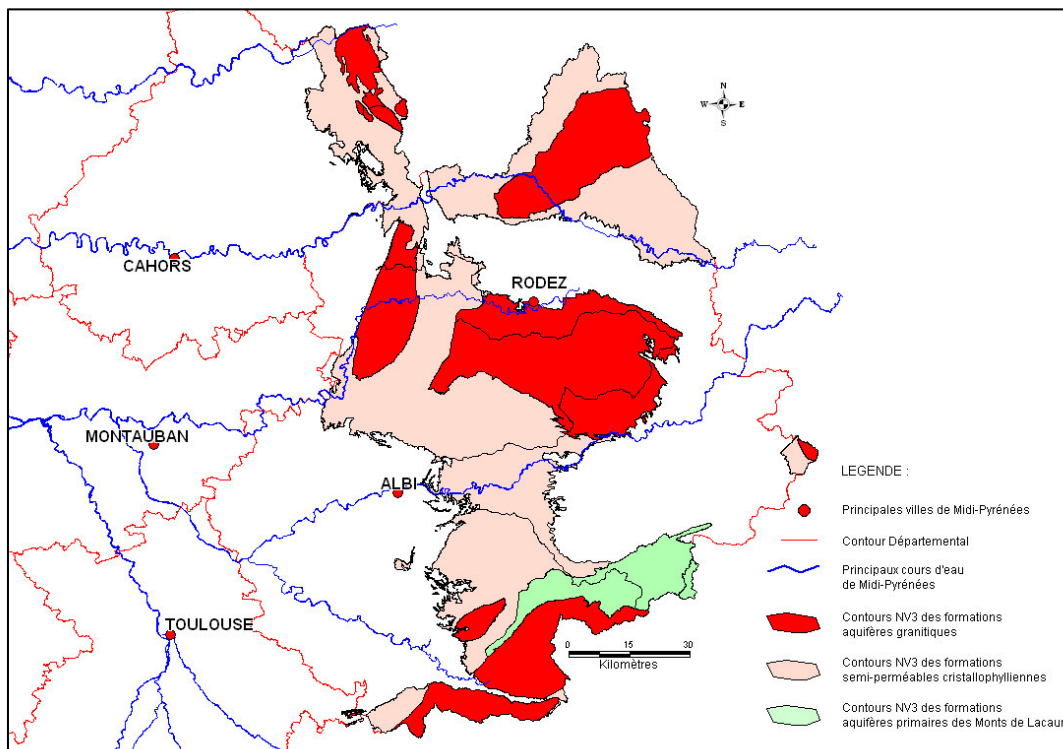 N
W E
S
CAHORS
RODEZ
MONTAUBAN
ALBI
TOULOUSE
LEGENDE :
Principales villes de Midi-Pyrénées
Contour Départemental
Principaux cours d'eau
de Midi-Pyrénées
Contours NV3 des formations
aquifères granitiques
Contours NV3 des formations
semi-perméables cristallophylliennes
Contours NV3 des formations
aquifères primaires des Monts de Lacaun
0 15 30
Kilomètres